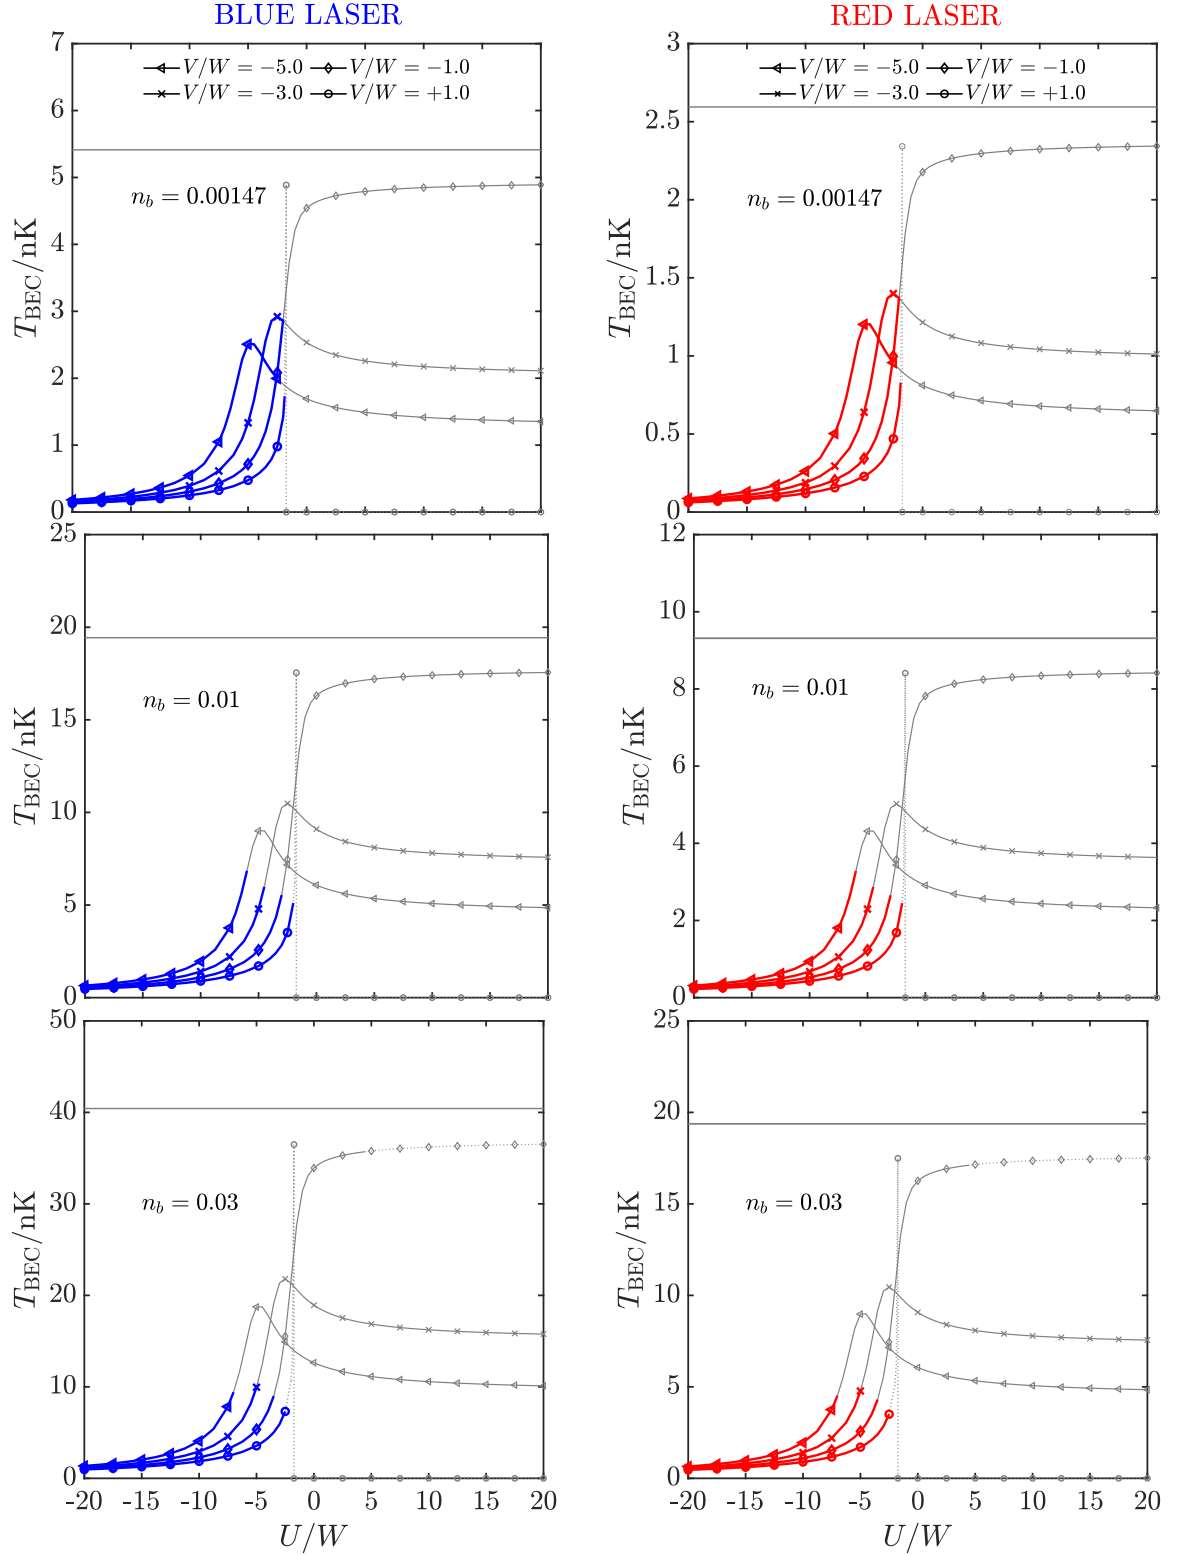 BLUE LASER
RED LASER
7
6
5
4
3
2
1
0
T_BEC/nK
V/W = −5.0 V/W = −1.0
V/W = −3.0 V/W = +1.0
n_b = 0.00147
3
2.5
2
1.5
1
0.5
0
T_BEC/nK
V/W = −5.0 V/W = −1.0
V/W = −3.0 V/W = +1.0
n_b = 0.00147
25
20
15
10
5
0
T_BEC/nK
n_b = 0.01
12
10
8
6
4
2
0
T_BEC/nK
n_b = 0.01
50
40
30
20
10
0
T_BEC/nK
n_b = 0.03
-20 -15 -10 -5 0 5 10 15 20
U/W
25
20
15
10
5
0
T_BEC/nK
n_b = 0.03
-20 -15 -10 -5 0 5 10 15 20
U/W